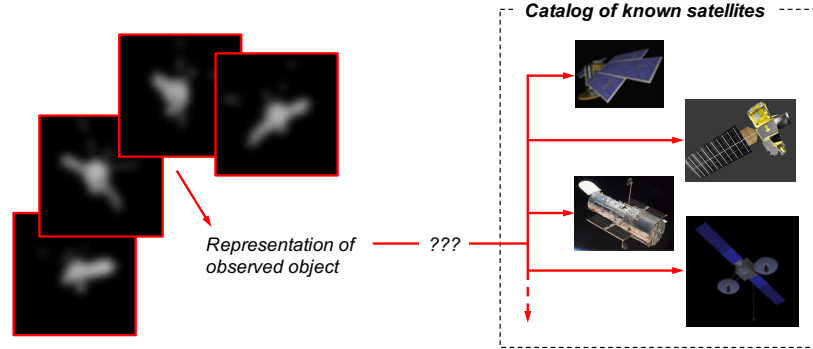 Catalog of known satellites
Representation of
observed object
???